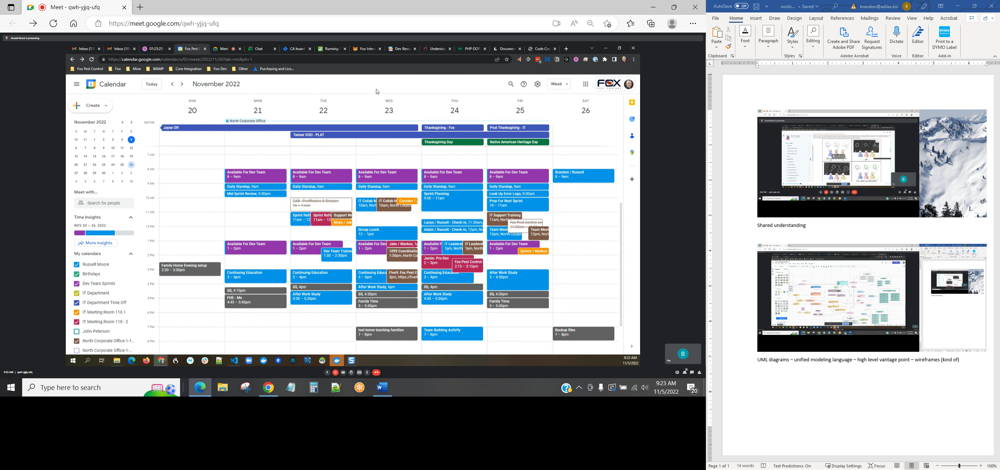 Meet - qwh-yjjq-ufq
https://meet.google.com/qwh-yjjq-ufq
Russell Moore is presenting
Inbox (11
Inbox (10
01:23:25 -
Fox Pest C
Meet
Chat
CA board
Running T
Fox Interv
Dev Resou
Understan
PHP OOP
Documen
Code Cov
https://calendar.google.com/calendar/u/0/r/week/2022/11/26?tab=mc&pli=1
Fox Pest Control
Fox
Mine
WAMP
Core Integration
Fox-Dev
Other
Purchasing and Lice...
5
Calendar
Today
November 2022
Week
FOX
PEST CONTROL
Create
SUN
MON
TUE
WED
THU
FRI
SAT
20
21
22
23
24
25
26
November 2022
S M T W T F S
30 31 1 2 3 4 5
6 7 8 9 10 11 12
13 14 15 16 17 18 19
20 21 22 23 24 25 26
27 28 29 30 1 2 3
4 5 6 7 8 9 10
Meet with...
Search for people
Time Insights
NOV 20 – 26, 2022
More insights
My calendars
Russell Moore
Birthdays
Dev Team Sprints
IT Department
IT Department Time Off
IT Meeting Room 116 1
IT Meeting Room 118 - 2
John Peterson
North Corporate Office-1-1...
North Corporate Office-1-...
GMT-06
North Corporate Office
Jayse Off
Thanksgiving - Fox
Post Thanksgiving - IT
Tanner OOO - PLAT
Thanksgiving Day
Native American Heritage Day
7 AM
8 AM
9 AM
10 AM
11 AM
12 PM
1 PM
2 PM
3 PM
4 PM
5 PM
6 PM
7 PM
8 PM
Family Home Evening setup
2:30 – 3:30pm
Available For Dev Team
8 – 9am
Daily Standup, 9am
Mid Sprint Review, 9:30am
Available For Dev Team
1 – 2pm
Continuing Education
3 – 4pm
SS, 4:15pm
FHE - Me
4:45 – 5:45pm
Available For Dev Team
8 – 9am
Daily Standup, 9am
CAB - PestRoutes & Sharpen
10 – 11am
Sprint Refi
11am – 12
Sprint Refi
11am – 12
Support We
Maya / Jak
Available For Dev Team
1 – 2pm
Dev Team Training
1:30 – 2:30pm
Continuing Education
3 – 4pm
SS, 4pm
After Work Study
4:30 – 5:30pm
Available For Dev Team
8 – 9am
Daily Standup, 9am
IT Collab M
10am, Nort
IT Collab M
10am, North Corpor
Camden / J
Group Lunch
12 – 1pm
Available For Dev
1 – 2pm
Jake / Markus, 1p
1099 Coordinatio
1:30pm, North Co
Continuing Educa
3 – 4pm
Five9: Fox Pest C
3pm, https://five9
After Work Study, 4pm
SS, 4:30pm
Family Time
5 – 5:45pm
text home teaching families
7 – 8pm
Available For Dev Team
8 – 9am
Daily Standup, 9am
Sprint Planning
9:30 – 11am
Lucas / Russell - Check-in, 11:30am,
Adam / Russell - Check-in, 12pm, No
Available F
1 – 2pm
IT Leadersh
1pm, North
IT Leadersh
1pm, North
Jamie- Pro Dev
2 – 3pm
Fox Pest Control
2:15 – 3:15pm
Continuing Education
3 – 4pm
SS, 4pm
After Work Study
4:30 – 5:30pm
Team Building Activity
7 – 8pm
Available For Dev Team
8 – 9am
Daily Standup, 9am
Look Up Error Logs, 9:30am
Prep For Next Sprint
10 – 11am
IT Support Training
11am, North
Fox Pest Control an
11:30am –
Team Meet
12pm, North Corpor
Team Meet
12pm, Nort
Available For Dev Team
1 – 2pm
Quincy / Markus -
After Work Study
3 – 4:30pm
SS, 4:30pm
Family Time
5 – 5:45pm
Brandon / Russell
8 – 9am
Backup files
7 – 8pm
9:23 AM
11/5/2022
B
You
9:23 AM | qwh-yjjq-ufq
Type here to search
9:23 AM
11/5/2022
20
AutoSave Off
worki... • Saved
brandon@adilas.biz
B
File Home Insert Draw Design Layout References Mailings Review View Help Acrobat
Paste
Font
Paragraph
Styles
Editing
Create and Share
Adobe PDF
Request
Signatures
Dictate
Editor
Print to a
DYMO Label
DYMO
Connect
Clipboard
Styles
Adobe Acrobat
Voice
Editor
Add-in
I'm glad we all agree.
Oh...
I'm glad we all agree!
B
Shared understanding
UML diagrams – unified modeling language – high level vantage point – wireframes (kind of)
Page 1 of 1
14 words
Text Predictions: On
Display Settings
Focus
100%